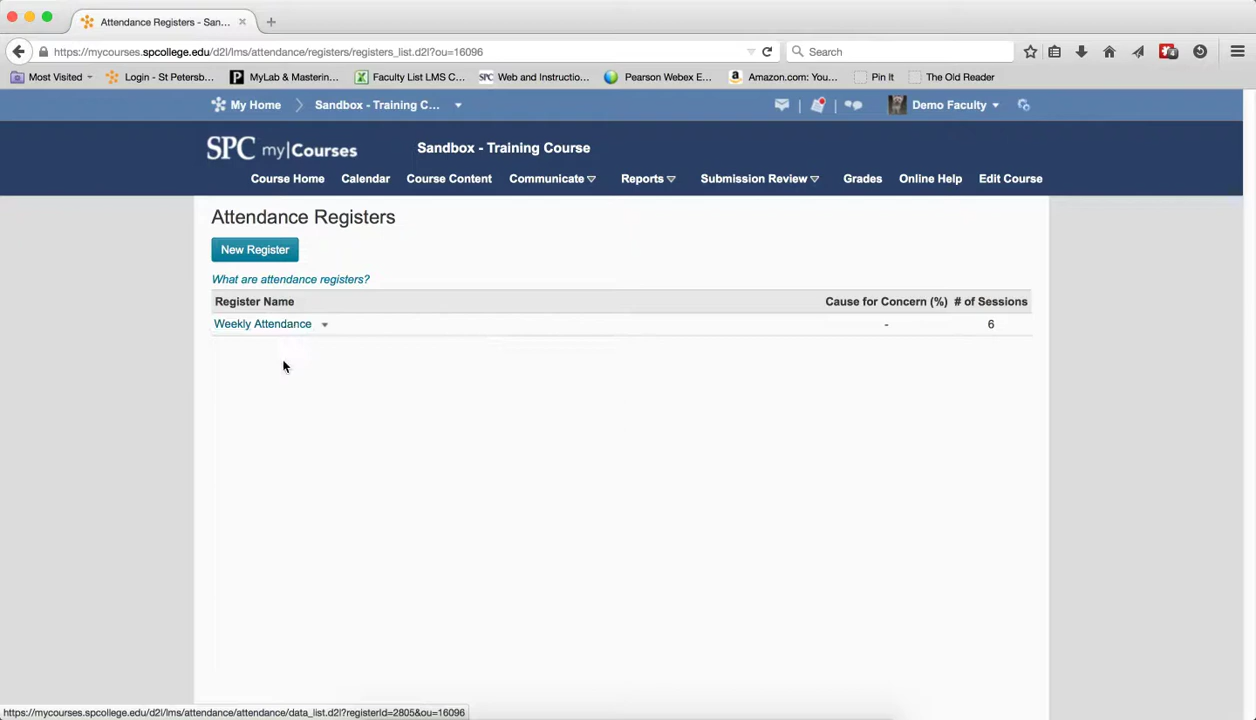 Attendance Registers - San...
https://mycourses.spcollege.edu/d2l/lms/attendance/registers/registers_list.d2l?ou=16096
Search
Most Visited
Login - St Petersb...
MyLab & Masterin...
Faculty List LMS C...
Web and Instructio...
Pearson Webex E...
Amazon.com: You...
Pin It
The Old Reader
My Home
Sandbox - Training C...
Demo Faculty
SPC my|Courses
Sandbox - Training Course
Course Home
Calendar
Course Content
Communicate
Reports
Submission Review
Grades
Online Help
Edit Course
Attendance Registers
New Register
What are attendance registers?
Register Name Cause for Concern (%) # of Sessions
Weekly Attendance - 6
https://mycourses.spcollege.edu/d2l/lms/attendance/attendance/data_list.d2l?registerId=2805&ou=16096